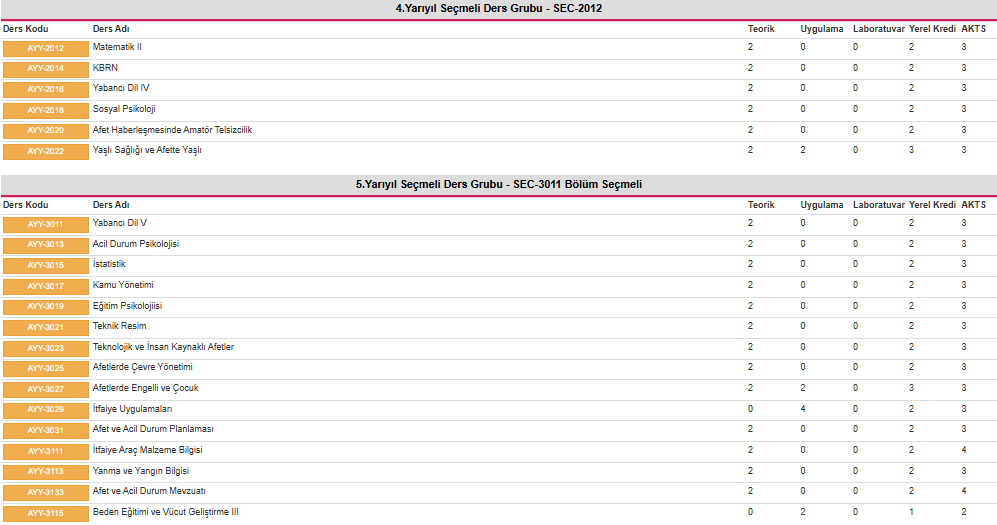 4.Yarıyıl Seçmeli Ders Grubu - SEC-2012
Ders Kodu Ders Adı Teorik Uygulama Laboratuvar Yerel Kredi AKTS
AYY-2012 Matematik II 2 0 0 2 3
AYY-2014 KBRN 2 0 0 2 3
AYY-2016 Yabancı Dil IV 2 0 0 2 3
AYY-2018 Sosyal Psikoloji 2 0 0 2 3
AYY-2020 Afet Haberleşmesinde Amatör Telsizcilik 2 0 0 2 3
AYY-2022 Yaşlı Sağlığı ve Afette Yaşlı 2 2 0 3 3
5.Yarıyıl Seçmeli Ders Grubu - SEC-3011 Bölüm Seçmeli
Ders Kodu Ders Adı Teorik Uygulama Laboratuvar Yerel Kredi AKTS
AYY-3011 Yabancı Dil V 2 0 0 2 3
AYY-3013 Acil Durum Psikolojisi 2 0 0 2 3
AYY-3015 İstatistik 2 0 0 2 3
AYY-3017 Kamu Yönetimi 2 0 0 2 3
AYY-3019 Eğitim Psikolojiisi 2 0 0 2 3
AYY-3021 Teknik Resim 2 0 0 2 3
AYY-3023 Teknolojik ve İnsan Kaynaklı Afetler 2 0 0 2 3
AYY-3025 Afetlerde Çevre Yönetimi 2 0 0 2 3
AYY-3027 Afetlerde Engelli ve Çocuk 2 2 0 3 3
AYY-3029 İtfaiye Uygulamaları 0 4 0 2 3
AYY-3031 Afet ve Acil Durum Planlaması 2 0 0 2 3
AYY-3111 İtfaiye Araç Malzeme Bilgisi 2 0 0 2 4
AYY-3113 Yanma ve Yangın Bilgisi 2 0 0 2 3
AYY-3133 Afet ve Acil Durum Mevzuatı 2 0 0 2 4
AYY-3115 Beden Eğitimi ve Vücut Geliştirme III 0 2 0 1 2